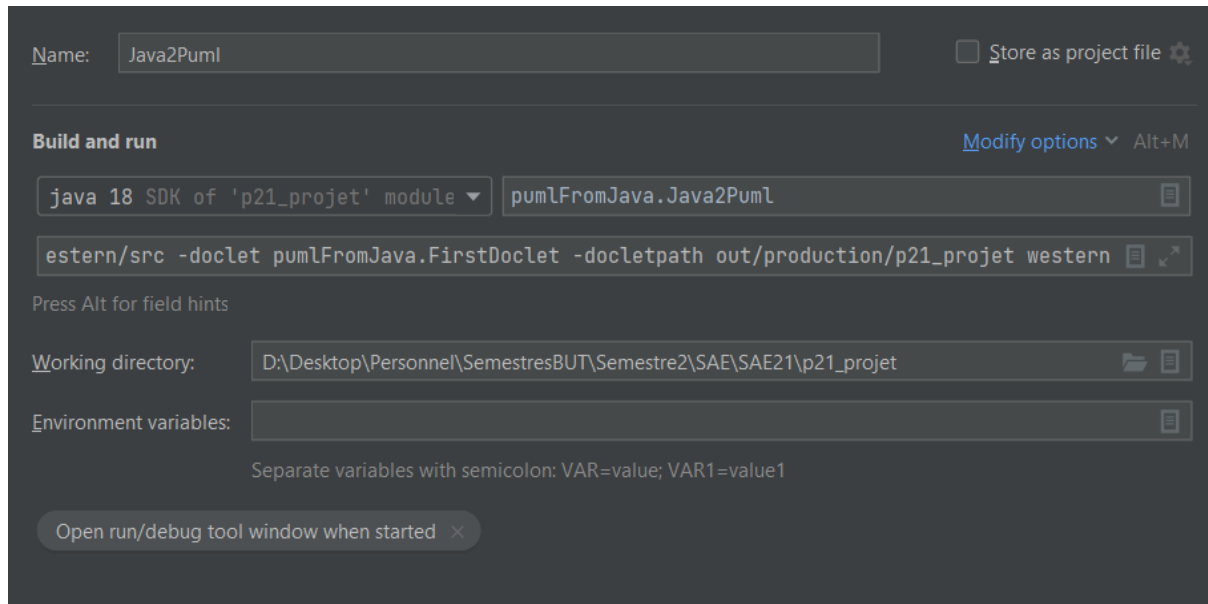 Name: Java2Puml Store as project file
Build and run Modify options Alt+M
java 18 SDK of 'p21_projet' module pumlFromJava.Java2Puml
estern/src -doclet pumlFromJava.FirstDoclet -docletpath out/production/p21_projet western
Press Alt for field hints
Working directory: D:\Desktop\Personnel\SemestresBUT\Semestre2\SAE\SAE21\p21_projet
Environment variables:
Separate variables with semicolon: VAR=value; VAR1=value1
Open run/debug tool window when started ×